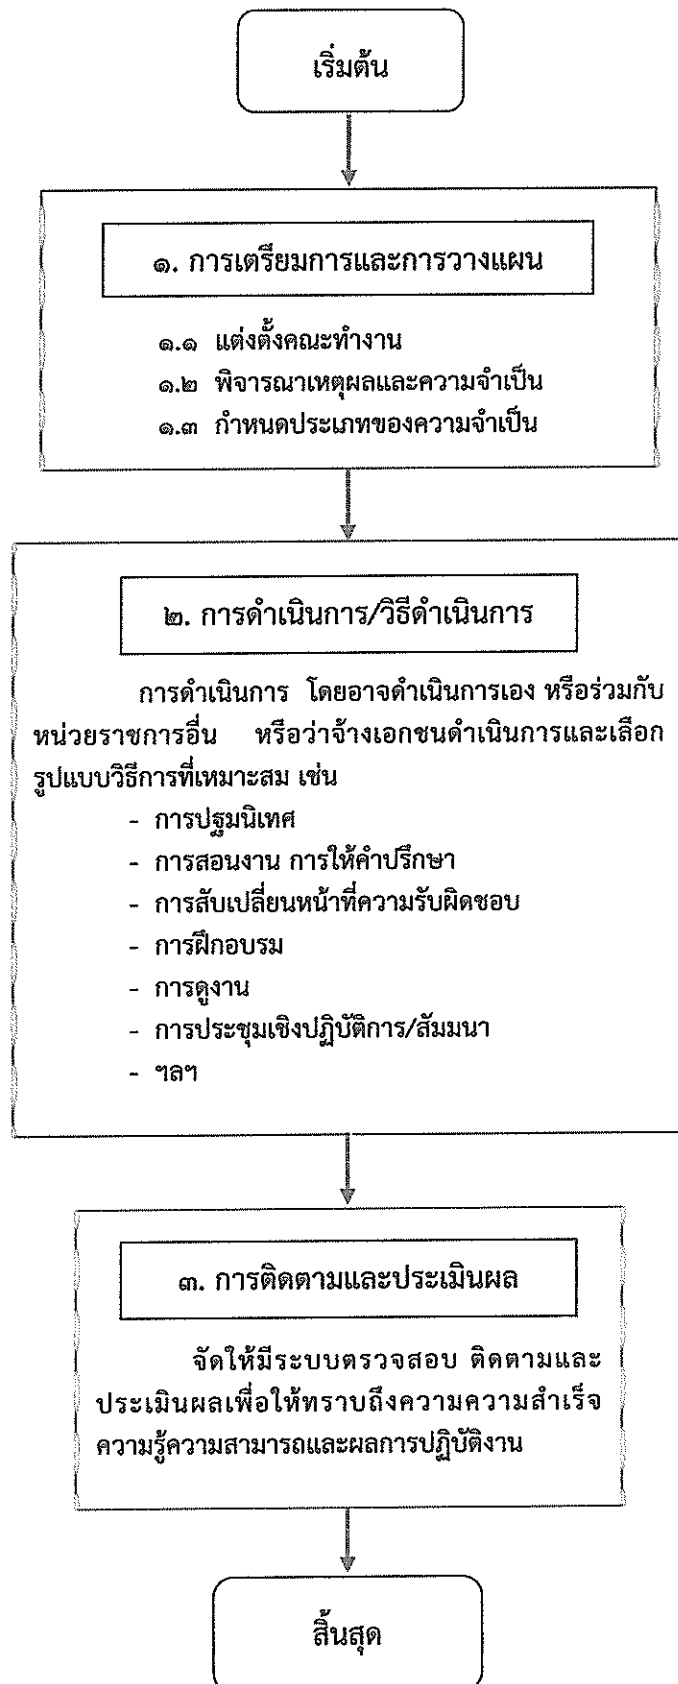 เริ่มต้น
๑. การเตรียมการและการวางแผน
๑.๑ แต่งตั้งคณะทำงาน
๑.๒ พิจารณาเหตุผลและความจำเป็น
๑.๓ กำหนดประเภทของความจำเป็น
๒. การดำเนินการ/วิธีดำเนินการ
การดำเนินการ โดยอาจดำเนินการเอง หรือร่วมกับ
หน่วยราชการอื่น หรือว่าจ้างเอกชนดำเนินการและเลือก
รูปแบบวิธีการที่เหมาะสม เช่น
- การปฐมนิเทศ
- การสอนงาน การให้คำปรึกษา
- การสับเปลี่ยนหน้าที่ความรับผิดชอบ
- การฝึกอบรม
- การดูงาน
- การประชุมเชิงปฏิบัติการ/สัมมนา
- ฯลฯ
๓. การติดตามและประเมินผล
จัดให้มีระบบตรวจสอบ ติดตามและ
ประเมินผลเพื่อให้ทราบถึงความความสำเร็จ
ความรู้ความสามารถและผลการปฏิบัติงาน
สิ้นสุด